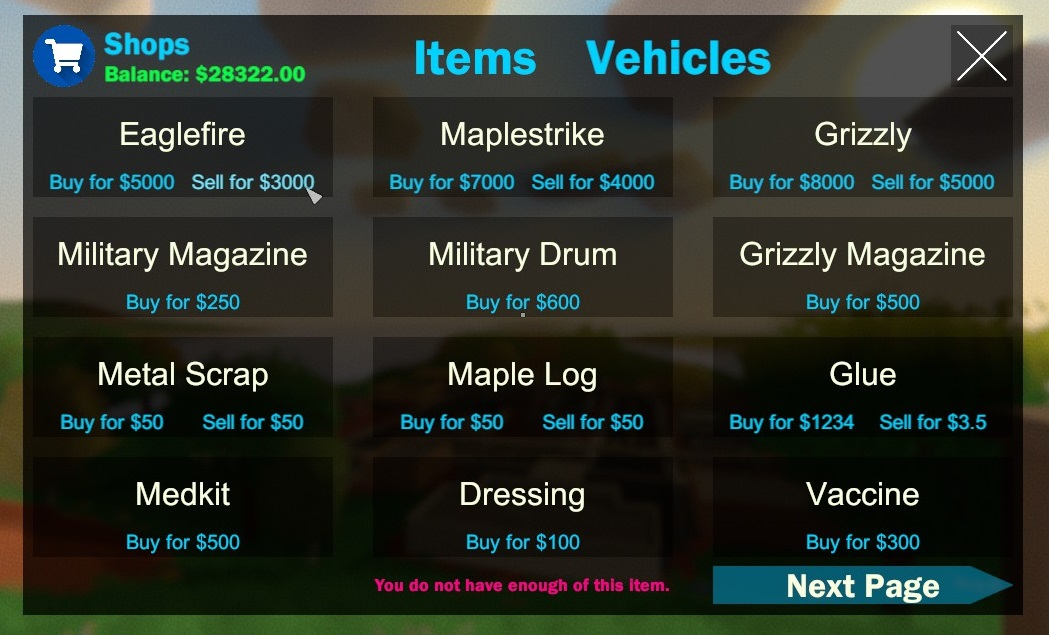 Shops
Balance: $28322.00
Items Vehicles
Eaglefire
Buy for $5000 Sell for $3000
Maplestrike
Buy for $7000 Sell for $4000
Grizzly
Buy for $8000 Sell for $5000
Military Magazine
Buy for $250
Military Drum
Buy for $600
Grizzly Magazine
Buy for $500
Metal Scrap
Buy for $50 Sell for $50
Maple Log
Buy for $50 Sell for $50
Glue
Buy for $1234 Sell for $3.5
Medkit
Buy for $500
Dressing
Buy for $100
Vaccine
Buy for $300
You do not have enough of this item.
Next Page